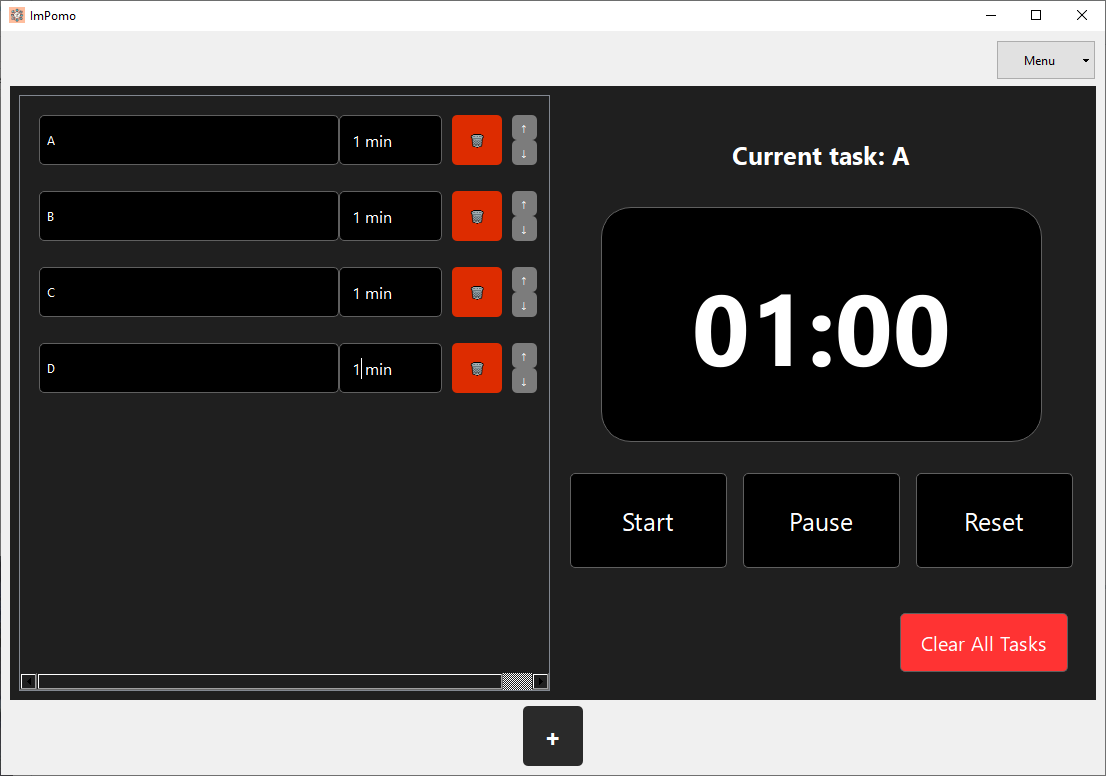 ImPomo
Menu
A 1 min ↑
↓
B 1 min ↑
↓
C 1 min ↑
↓
D 1 min ↑
↓
Current task: A
01:00
Start Pause Reset
Clear All Tasks
+